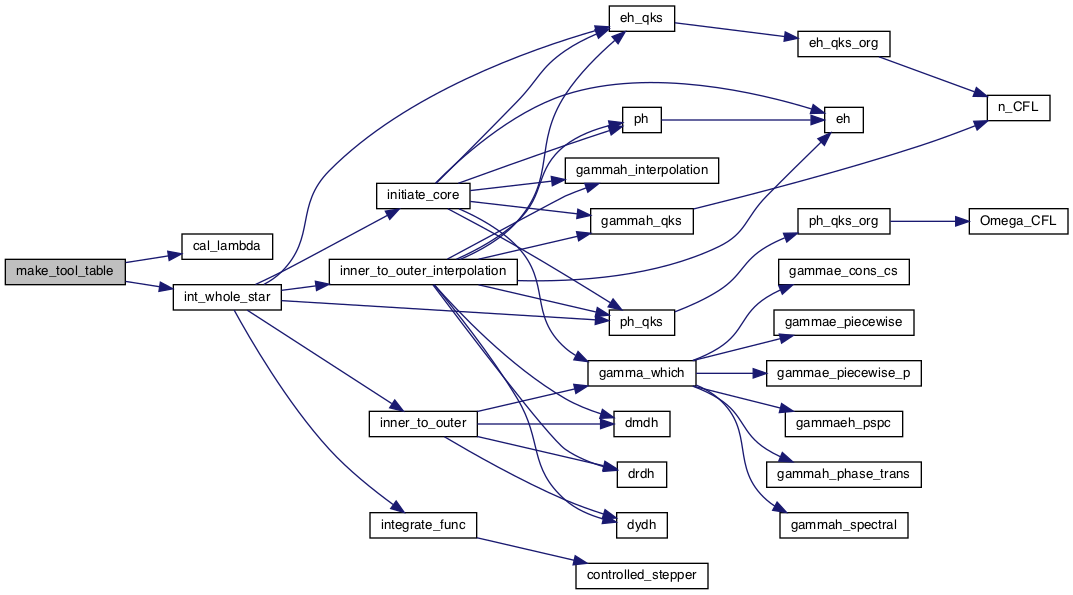 make_tool_table
cal_lambda
int_whole_star
initiate_core
inner_to_outer_interpolation
inner_to_outer
integrate_func
eh_qks
ph
gammah_interpolation
gammah_qks
ph_qks
gamma_which
dmdh
drdh
dydh
controlled_stepper
eh_qks_org
eh
ph_qks_org
gammae_cons_cs
gammae_piecewise
gammae_piecewise_p
gammaeh_pspc
gammah_phase_trans
gammah_spectral
n_CFL
Omega_CFL